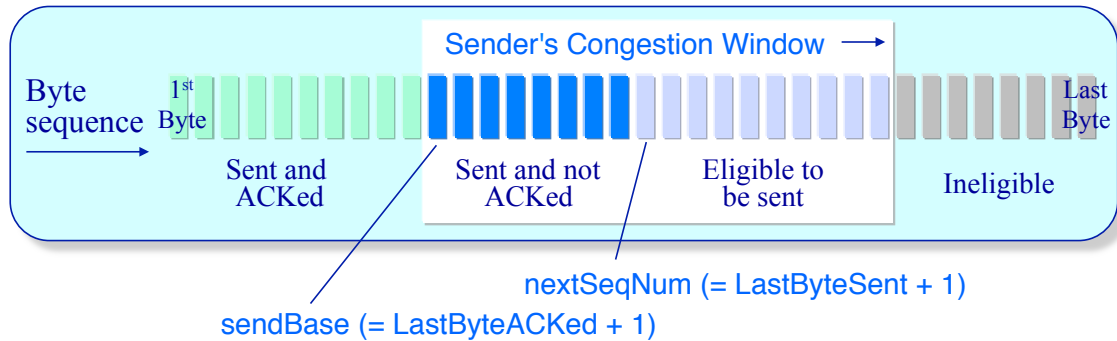 Sender's Congestion Window
Byte
sequence
1st
Byte
Last
Byte
Sent and
ACKed
Sent and not
ACKed
Eligible to
be sent
Ineligible
nextSeqNum (= LastByteSent + 1)
sendBase (= LastByteACKed + 1)